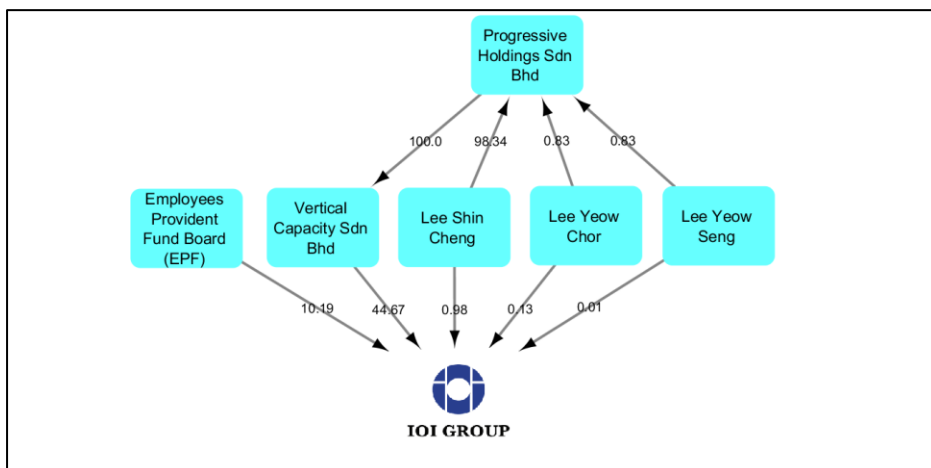 Progressive
Holdings Sdn
Bhd
100.0
98.34
0.83
0.83
Employees
Provident
Fund Board
(EPF)
Vertical
Capacity Sdn
Bhd
Lee Shin
Cheng
Lee Yeow
Chor
Lee Yeow
Seng
10.19
44.67
0.98
0.13
0.01
IOI GROUP